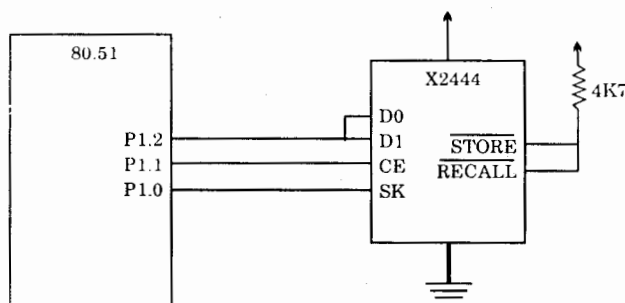 80.51
P1.2
P1.1
P1.0
X2444
D0
D1
CE
SK
STORE
RECALL
4K7